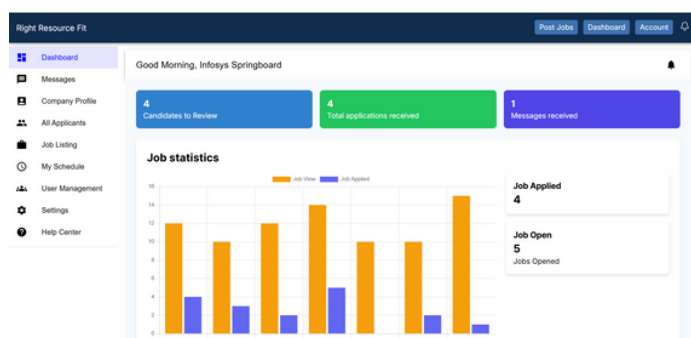 Right Resource Fit
Post Jobs
Dashboard
Account
Dashboard
Messages
Company Profile
All Applicants
Job Listing
My Schedule
User Management
Settings
Help Center
Good Morning, Infosys Springboard
4
Candidates to Review
4
Total applications received
1
Messages received
Job statistics
Job View
Job Applied
16
14
12
10
8
6
4
2
0
Job Applied
4
Job Open
5
Jobs Opened